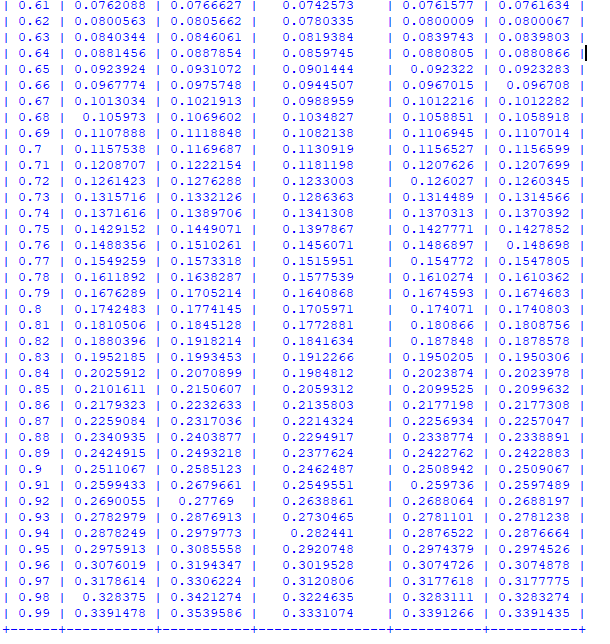 | 0.61 | 0.0762088 | 0.0766627 | 0.0742573 | 0.0761577 | 0.0761634 |
| 0.62 | 0.0800563 | 0.0805662 | 0.0780335 | 0.0800009 | 0.0800067 |
| 0.63 | 0.0840344 | 0.0846061 | 0.0819384 | 0.0839743 | 0.0839803 |
| 0.64 | 0.0881456 | 0.0887854 | 0.0859745 | 0.0880805 | 0.0880866 |
| 0.65 | 0.0923924 | 0.0931072 | 0.0901444 | 0.092322 | 0.0923283 |
| 0.66 | 0.0967774 | 0.0975748 | 0.0944507 | 0.0967015 | 0.096708 |
| 0.67 | 0.1013034 | 0.1021913 | 0.0988959 | 0.1012216 | 0.1012282 |
| 0.68 | 0.105973 | 0.1069602 | 0.1034827 | 0.1058851 | 0.1058918 |
| 0.69 | 0.1107888 | 0.1118848 | 0.1082138 | 0.1106945 | 0.1107014 |
| 0.7 | 0.1157538 | 0.1169687 | 0.1130919 | 0.1156527 | 0.1156599 |
| 0.71 | 0.1208707 | 0.1222154 | 0.1181198 | 0.1207626 | 0.1207699 |
| 0.72 | 0.1261423 | 0.1276288 | 0.1233003 | 0.126027 | 0.1260345 |
| 0.73 | 0.1315716 | 0.1332126 | 0.1286363 | 0.1314489 | 0.1314566 |
| 0.74 | 0.1371616 | 0.1389706 | 0.1341308 | 0.1370313 | 0.1370392 |
| 0.75 | 0.1429152 | 0.1449071 | 0.1397867 | 0.1427771 | 0.1427852 |
| 0.76 | 0.1488356 | 0.1510261 | 0.1456071 | 0.1486897 | 0.148698 |
| 0.77 | 0.1549259 | 0.1573318 | 0.1515951 | 0.154772 | 0.1547805 |
| 0.78 | 0.1611892 | 0.1638287 | 0.1577539 | 0.1610274 | 0.1610362 |
| 0.79 | 0.1676289 | 0.1705214 | 0.1640868 | 0.1674593 | 0.1674683 |
| 0.8 | 0.1742483 | 0.1774145 | 0.1705971 | 0.174071 | 0.1740803 |
| 0.81 | 0.1810506 | 0.1845128 | 0.1772881 | 0.180866 | 0.1808756 |
| 0.82 | 0.1880396 | 0.1918214 | 0.1841634 | 0.187848 | 0.1878578 |
| 0.83 | 0.1952185 | 0.1993453 | 0.1912266 | 0.1950205 | 0.1950306 |
| 0.84 | 0.2025912 | 0.2070899 | 0.1984812 | 0.2023874 | 0.2023978 |
| 0.85 | 0.2101611 | 0.2150607 | 0.2059312 | 0.2099525 | 0.2099632 |
| 0.86 | 0.2179323 | 0.2232633 | 0.2135803 | 0.2177198 | 0.2177308 |
| 0.87 | 0.2259084 | 0.2317036 | 0.2214324 | 0.2256934 | 0.2257047 |
| 0.88 | 0.2340935 | 0.2403877 | 0.2294917 | 0.2338774 | 0.2338891 |
| 0.89 | 0.2424915 | 0.2493218 | 0.2377624 | 0.2422762 | 0.2422883 |
| 0.9 | 0.2511067 | 0.2585123 | 0.2462487 | 0.2508942 | 0.2509067 |
| 0.91 | 0.2599433 | 0.2679661 | 0.2549551 | 0.259736 | 0.2597489 |
| 0.92 | 0.2690055 | 0.27769 | 0.2638861 | 0.2688064 | 0.2688197 |
| 0.93 | 0.2782979 | 0.2876913 | 0.2730465 | 0.2781101 | 0.2781238 |
| 0.94 | 0.2878249 | 0.2979773 | 0.282441 | 0.2876522 | 0.2876664 |
| 0.95 | 0.2975913 | 0.3085558 | 0.2920748 | 0.2974379 | 0.2974526 |
| 0.96 | 0.3076019 | 0.3194347 | 0.3019528 | 0.3074726 | 0.3074878 |
| 0.97 | 0.3178614 | 0.3306224 | 0.3120806 | 0.3177618 | 0.3177775 |
| 0.98 | 0.328375 | 0.3421274 | 0.3224635 | 0.3283111 | 0.3283274 |
| 0.99 | 0.3391478 | 0.3539586 | 0.3331074 | 0.3391266 | 0.3391435 |
+------+-----------+-----------+----------------+-----------+-----------+